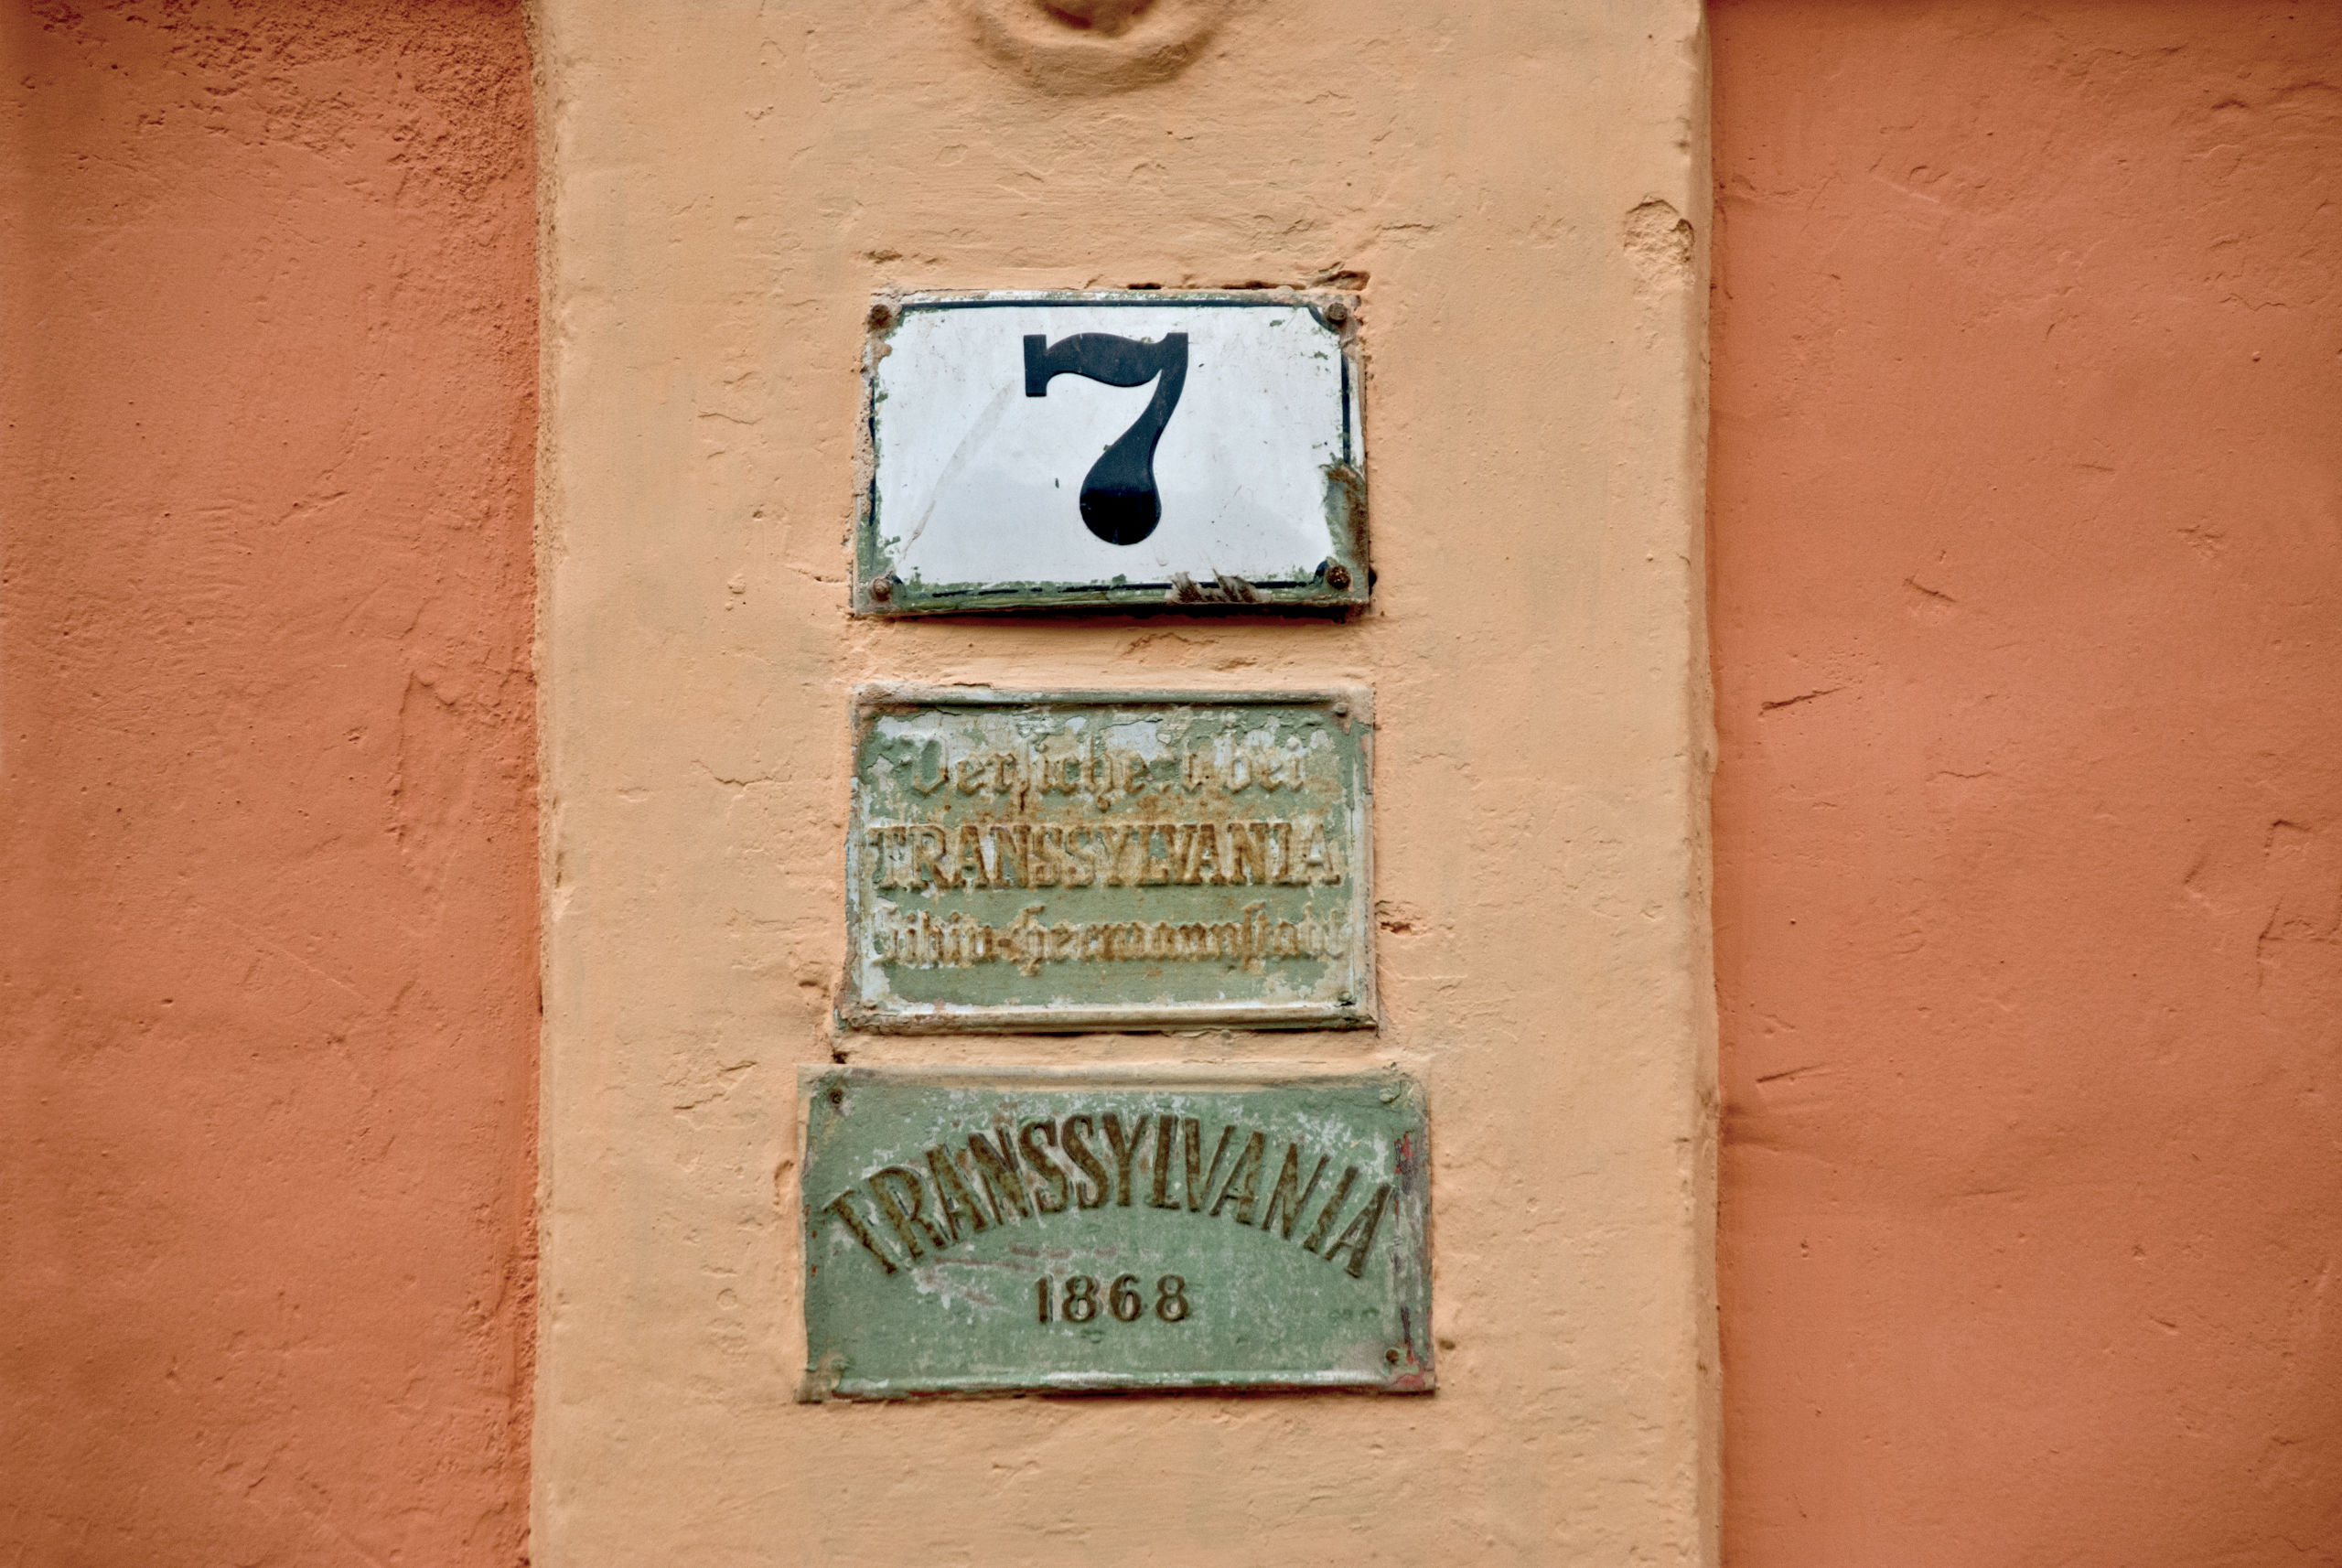 7
Versichert bei
TRANSSYLVANIA
Sibiu-Hermannstadt
TRANSSYLVANIA
1868